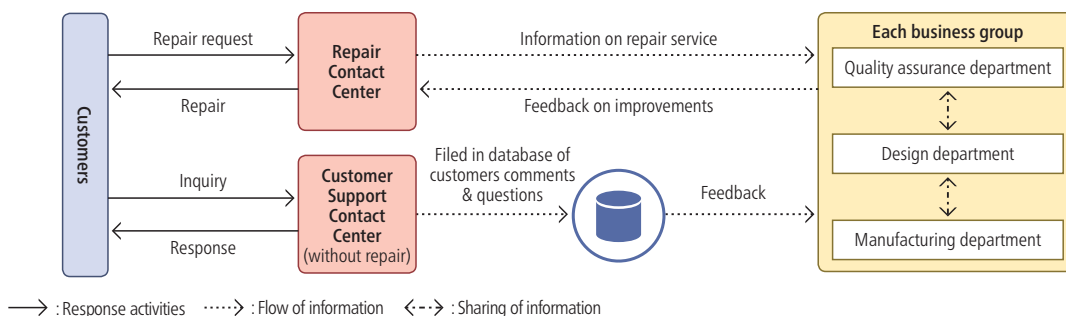 Customers
Repair request
Repair
Repair
Contact
Center
Information on repair service
Feedback on improvements
Inquiry
Response
Customer
Support
Contact
Center
(without repair)
Filed in database of
customers comments
& questions
Feedback
Each business group
Quality assurance department
Design department
Manufacturing department
: Response activities
: Flow of information
: Sharing of information